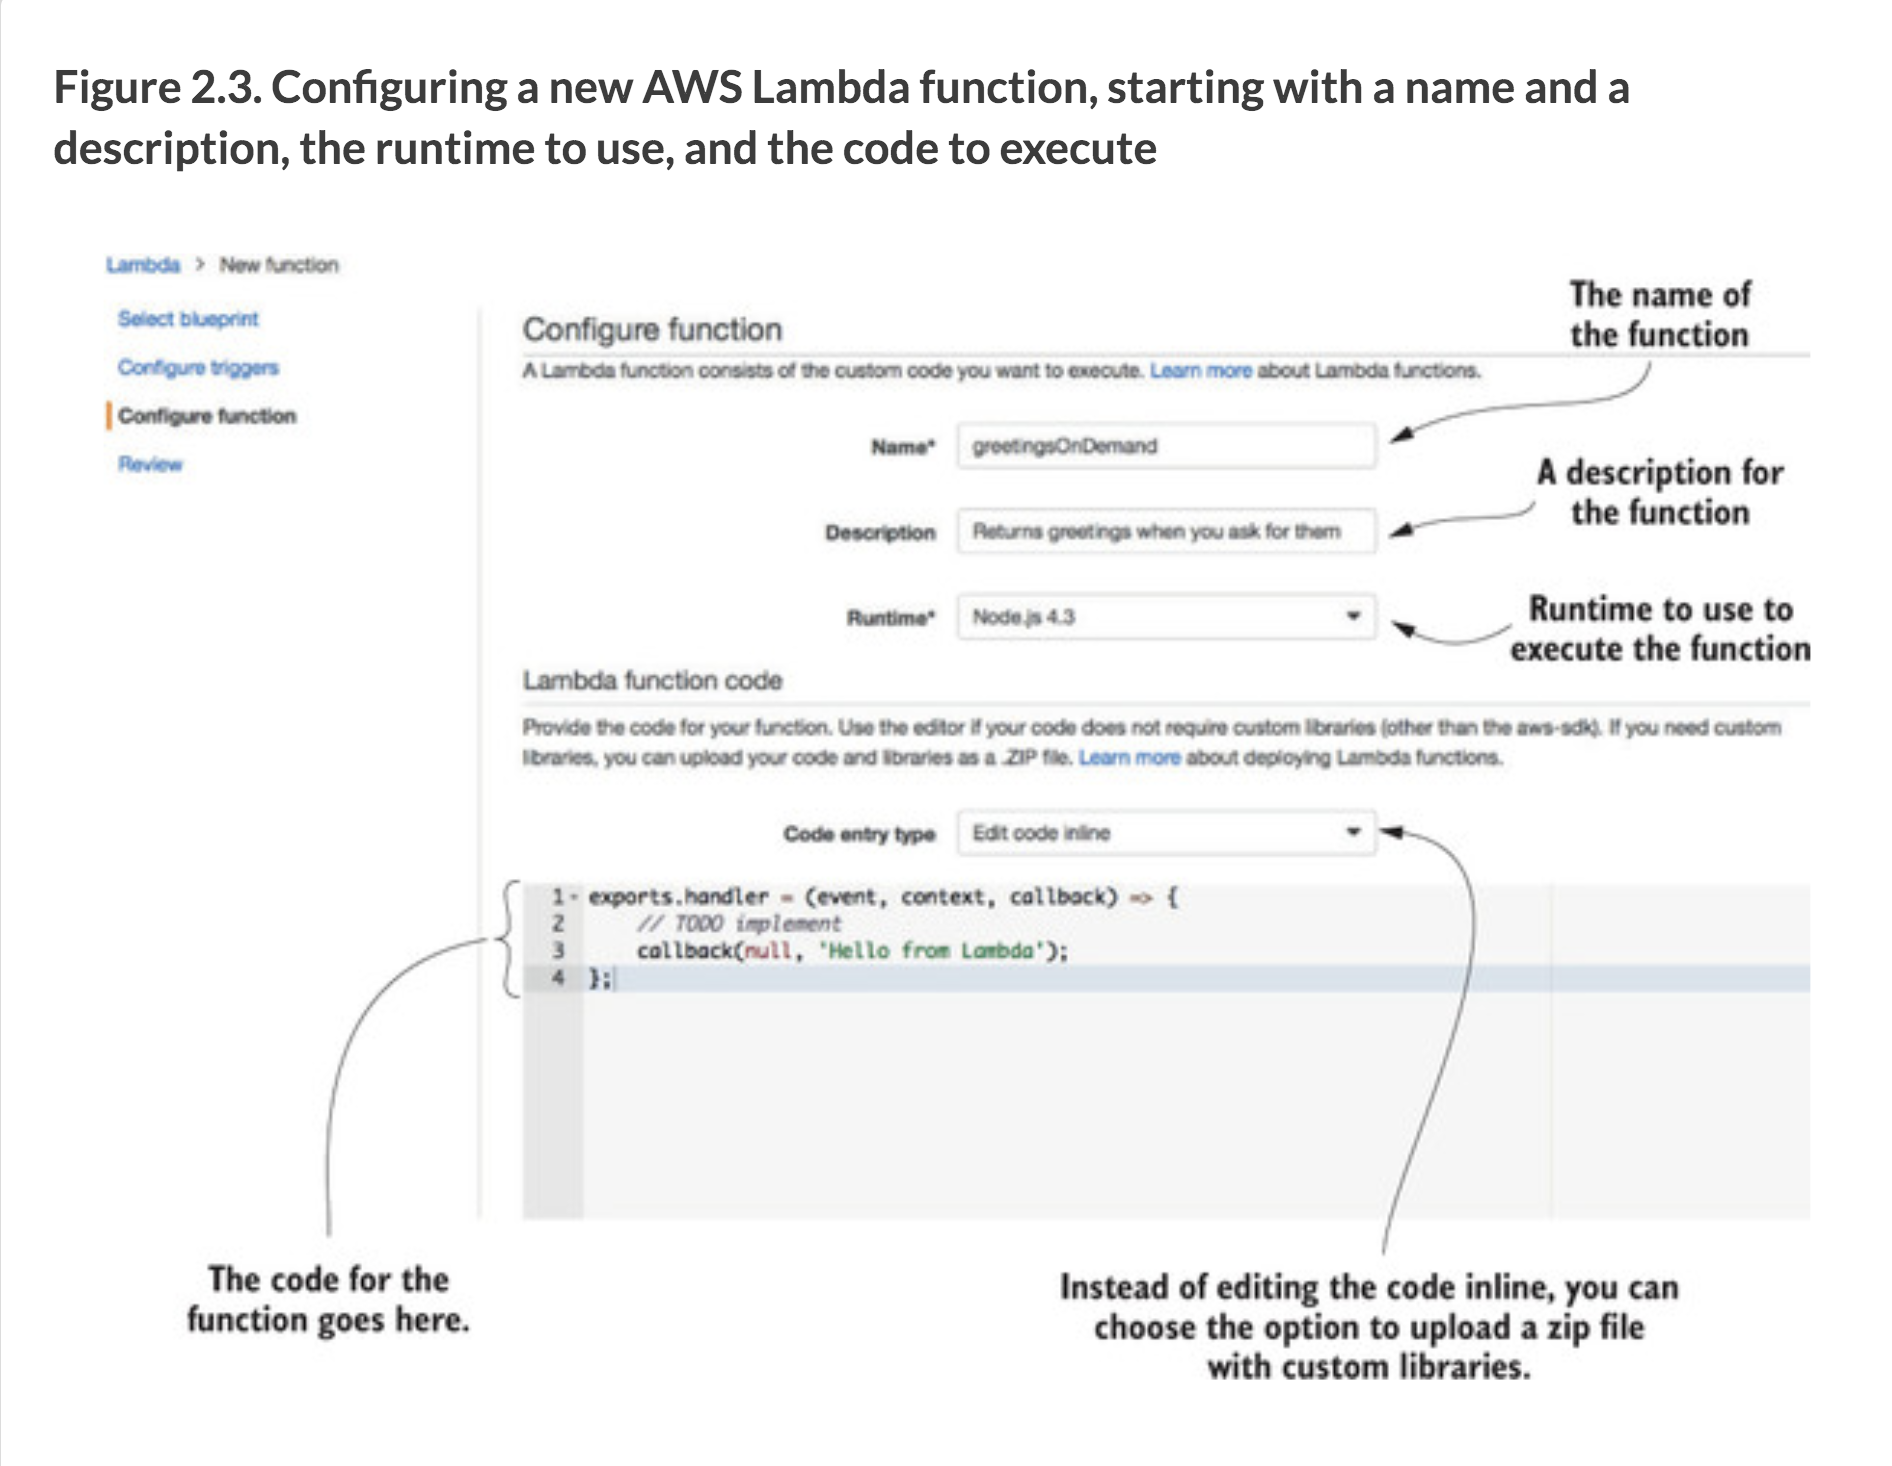 Figure 2.3. Configuring a new AWS Lambda function, starting with a name and a
description, the runtime to use, and the code to execute
Lambda > New function
Select blueprint
Configure triggers
Configure function
Review
Configure function
A Lambda function consists of the custom code you want to execute. Learn more about Lambda functions.
Name* greetingsOnDemand
Description Returns greetings when you ask for them
Runtime* Node.js 4.3
The name of
the function
A description for
the function
Runtime to use to
execute the function
Lambda function code
Provide the code for your function. Use the editor if your code does not require custom libraries (other than the aws-sdk). If you need custom
libraries, you can upload your code and libraries as a .ZIP file. Learn more about deploying Lambda functions.
Code entry type Edit code inline
1 exports.handler = (event, context, callback) => {
2 // TODO implement
3 callback(null, 'Hello from Lambda');
4 };
The code for the
function goes here.
Instead of editing the code inline, you can
choose the option to upload a zip file
with custom libraries.